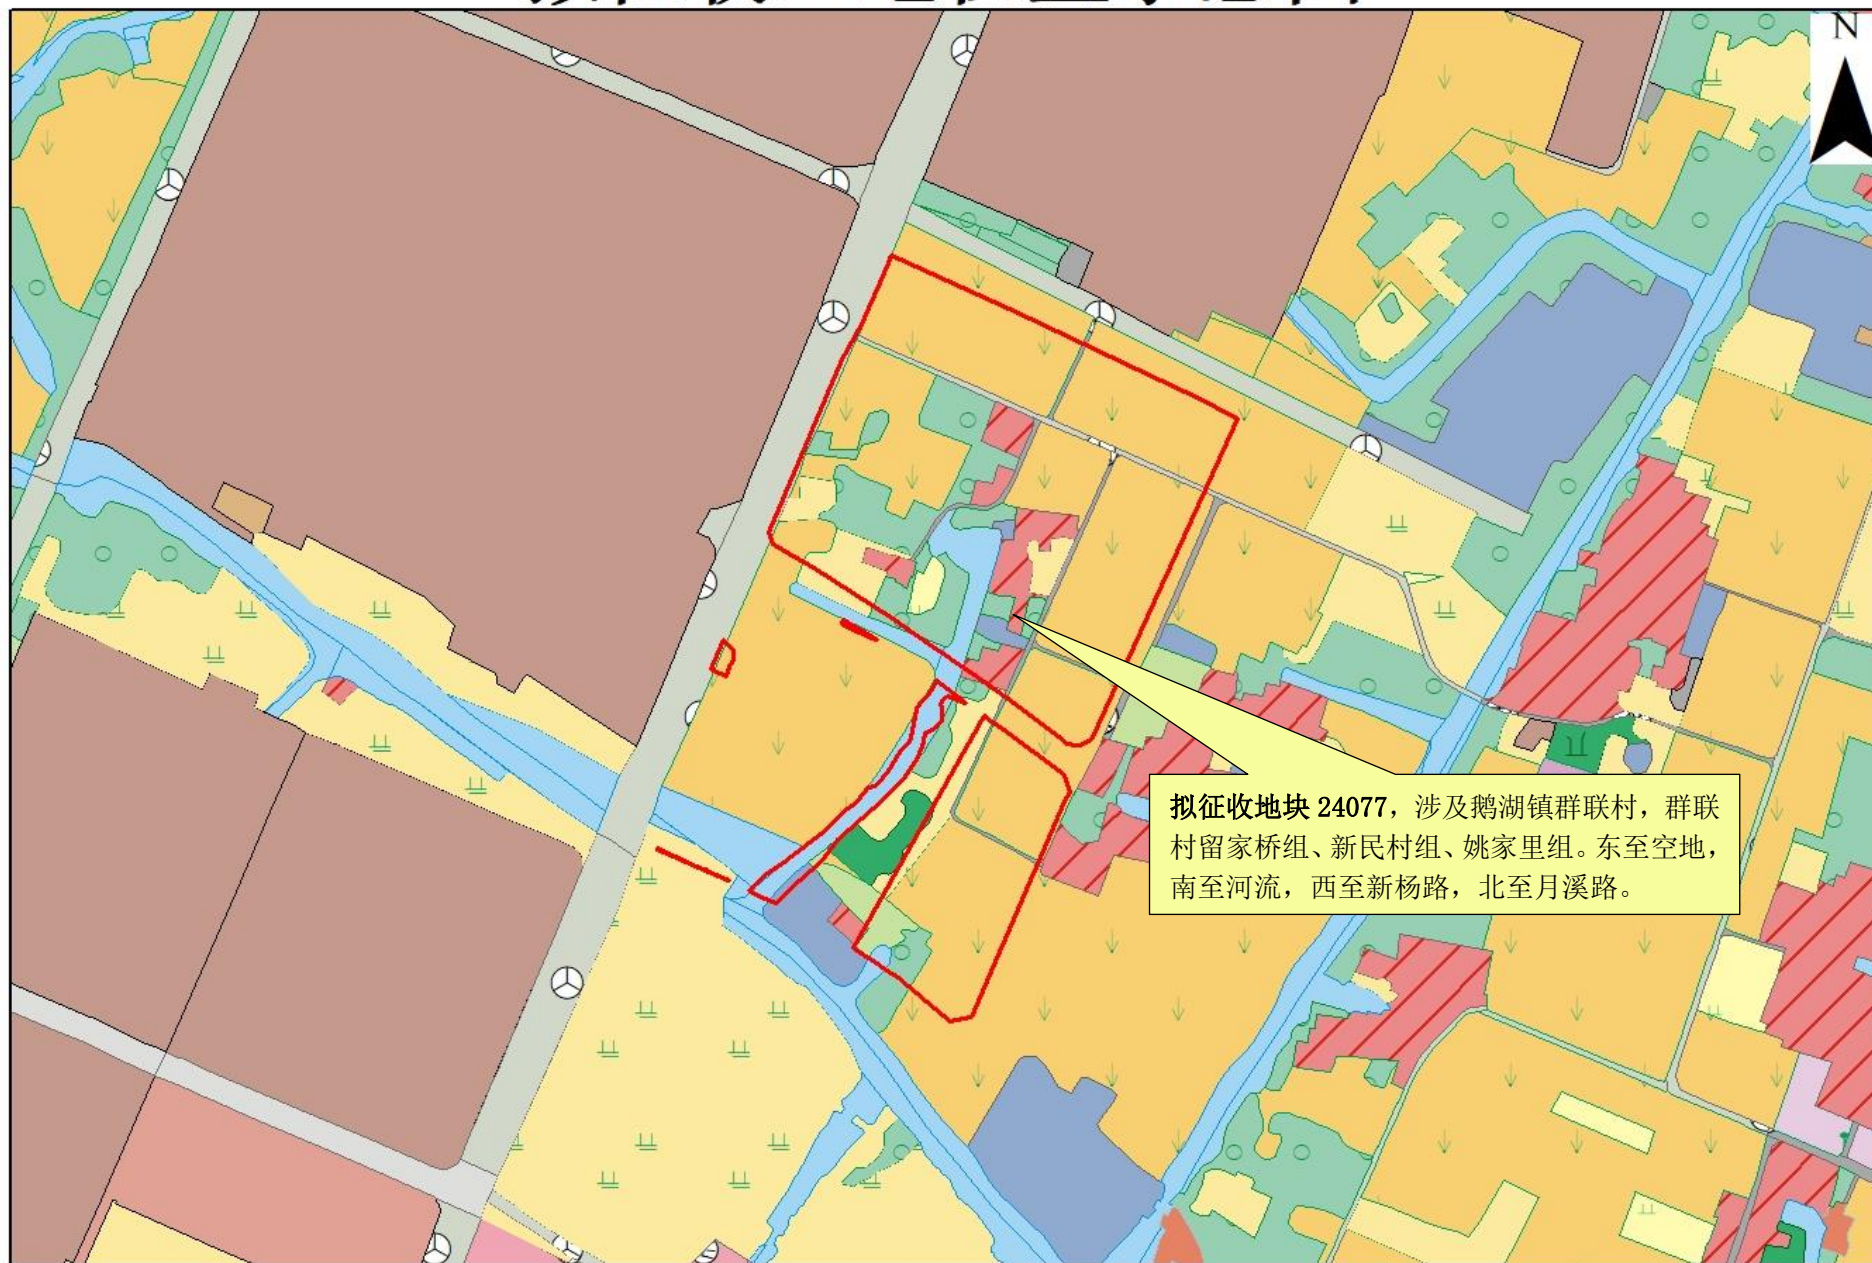 N
拟征收地块 24077，涉及鹅湖镇群联村，群联
村留家桥组、新民村组、姚家里组。东至空地，
南至河流，西至新杨路，北至月溪路。